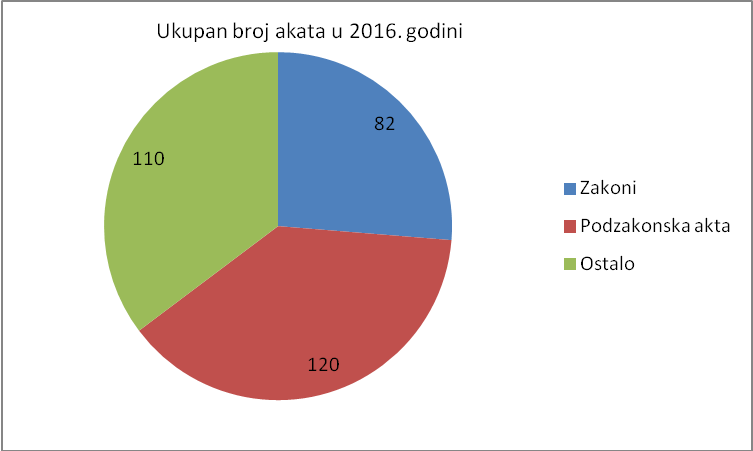 Ukupan broj akata u 2016. godini
82
110
120
Zakoni
Podzakonska akta
Ostalo